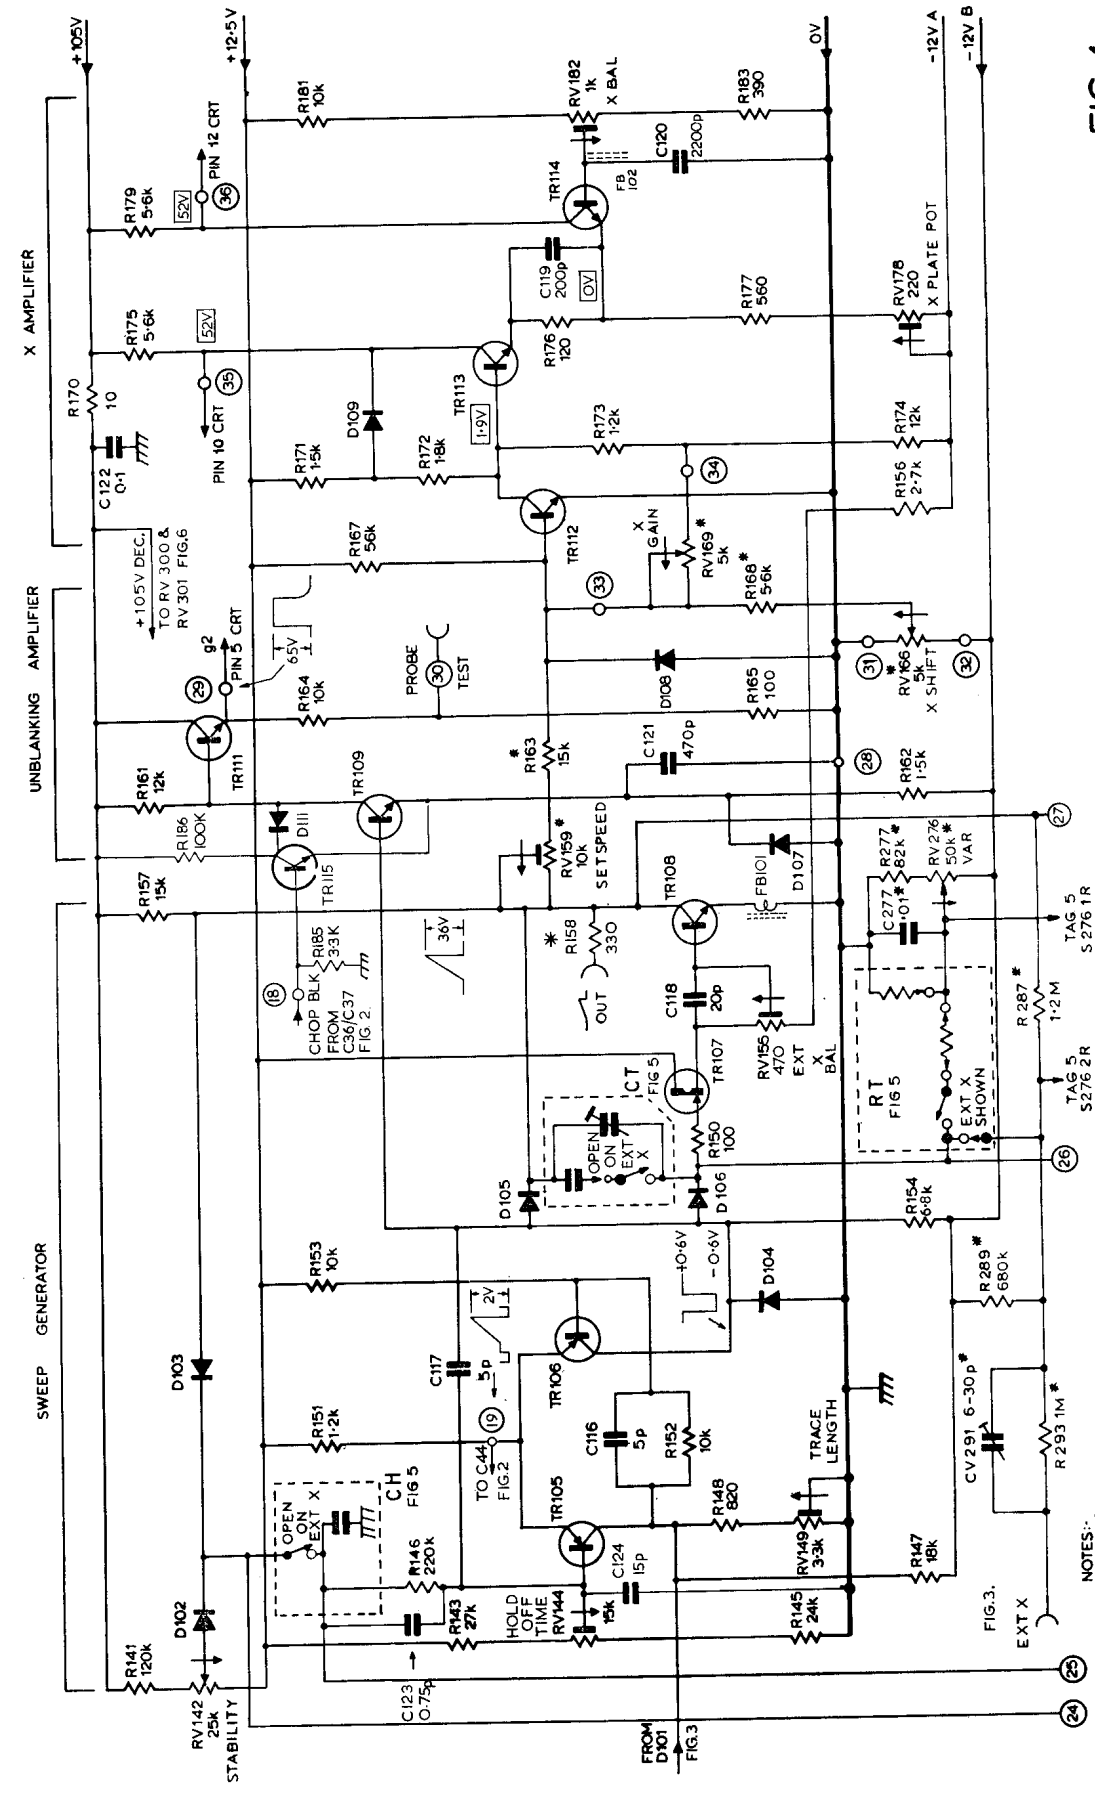 X AMPLIFIER
UNBLANKING AMPLIFIER
SWEEP GENERATOR
+105V
+12·5V
0V
-12V A
-12V B
FIG 4
R170
10
C122
0·1
R175
5·6k
R179
5·6k
52V
52V
PIN 12 CRT
36
35
PIN 10 CRT
R181
10k
RV182
1k
X BAL
R183
390
C120
2200p
TR114
FB
102
C119
200p
0V
R176
120
R177
560
RV178
220
X PLATE POT
TR113
1·9V
D109
R171
1·5k
R172
1·8k
R173
1·2k
R174
12k
R156
2·7k
34
TR112
X
GAIN
RV169*
5k
R168*
5·6k
33
R167
56k
+105V DEC.
TO RV 300 &
RV301 FIG.6
g2
PIN 5 CRT
29
65V
R164
10k
PROBE
30
TEST
D108
R165
100
31
RV166
*
5k
X SHIFT
32
TR111
R161
12k
R186
100K
D111
TR109
TR115
R157
15k
*
R163
15k
C121
470p
28
R162
1·5k
RV159*
10k
SET SPEED
TR108
FB101
D107
27
18
CHOP BLK
FROM
C36/C37
FIG. 2.
R185
3·3K
36V
*
R158
330
OUT
C118
20p
RV155
470
EXT
X
BAL
TR107
CT
FIG 5
OPEN
ON
EXT
X
R150
100
D105
D106
R277
82k*
C277
·01*
RV276
50k*
VAR
RT
FIG 5
EXT X
SHOWN
TAG 5
S276 1R
R287*
1·2M
TAG 5
S276 2R
26
R154
6·8k
R289*
680k
D103
D102
R153
10k
R151
1·2k
C117
5p
2V
TR106
19
TO C44
FIG.2
+0·6V
-0·6V
D104
C116
5p
R152
10k
TR105
TRACE
LENGTH
R148
820
RV149
3·3k
R147
18k
CV291 6-30p*
R293 1M*
OPEN
ON
EXT X
CH
FIG 5
R146
220k
R143
27k
HOLD
OFF
TIME
RV144
15k
C124
15p
R145
24k
R141
120k
RV142
25k
STABILITY
C123
0·75p
FROM
D101
FIG.3
FIG.3.
EXT X
25
24
NOTES:-